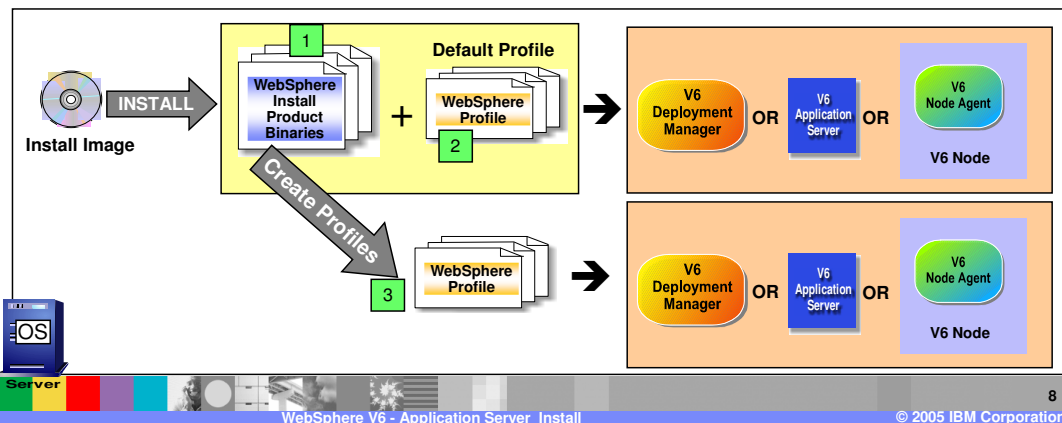 1
Default Profile
WebSphere
Install
Product
Binaries
+
WebSphere
Profile
2
INSTALL
Install Image
V6
Deployment
Manager
OR
V6
Application
Server
OR
V6
Node Agent
V6 Node
Create Profiles
3
WebSphere
Profile
V6
Deployment
Manager
OR
V6
Application
Server
OR
V6
Node Agent
V6 Node
OS
Server
8
WebSphere V6 - Application Server Install
© 2005 IBM Corporation